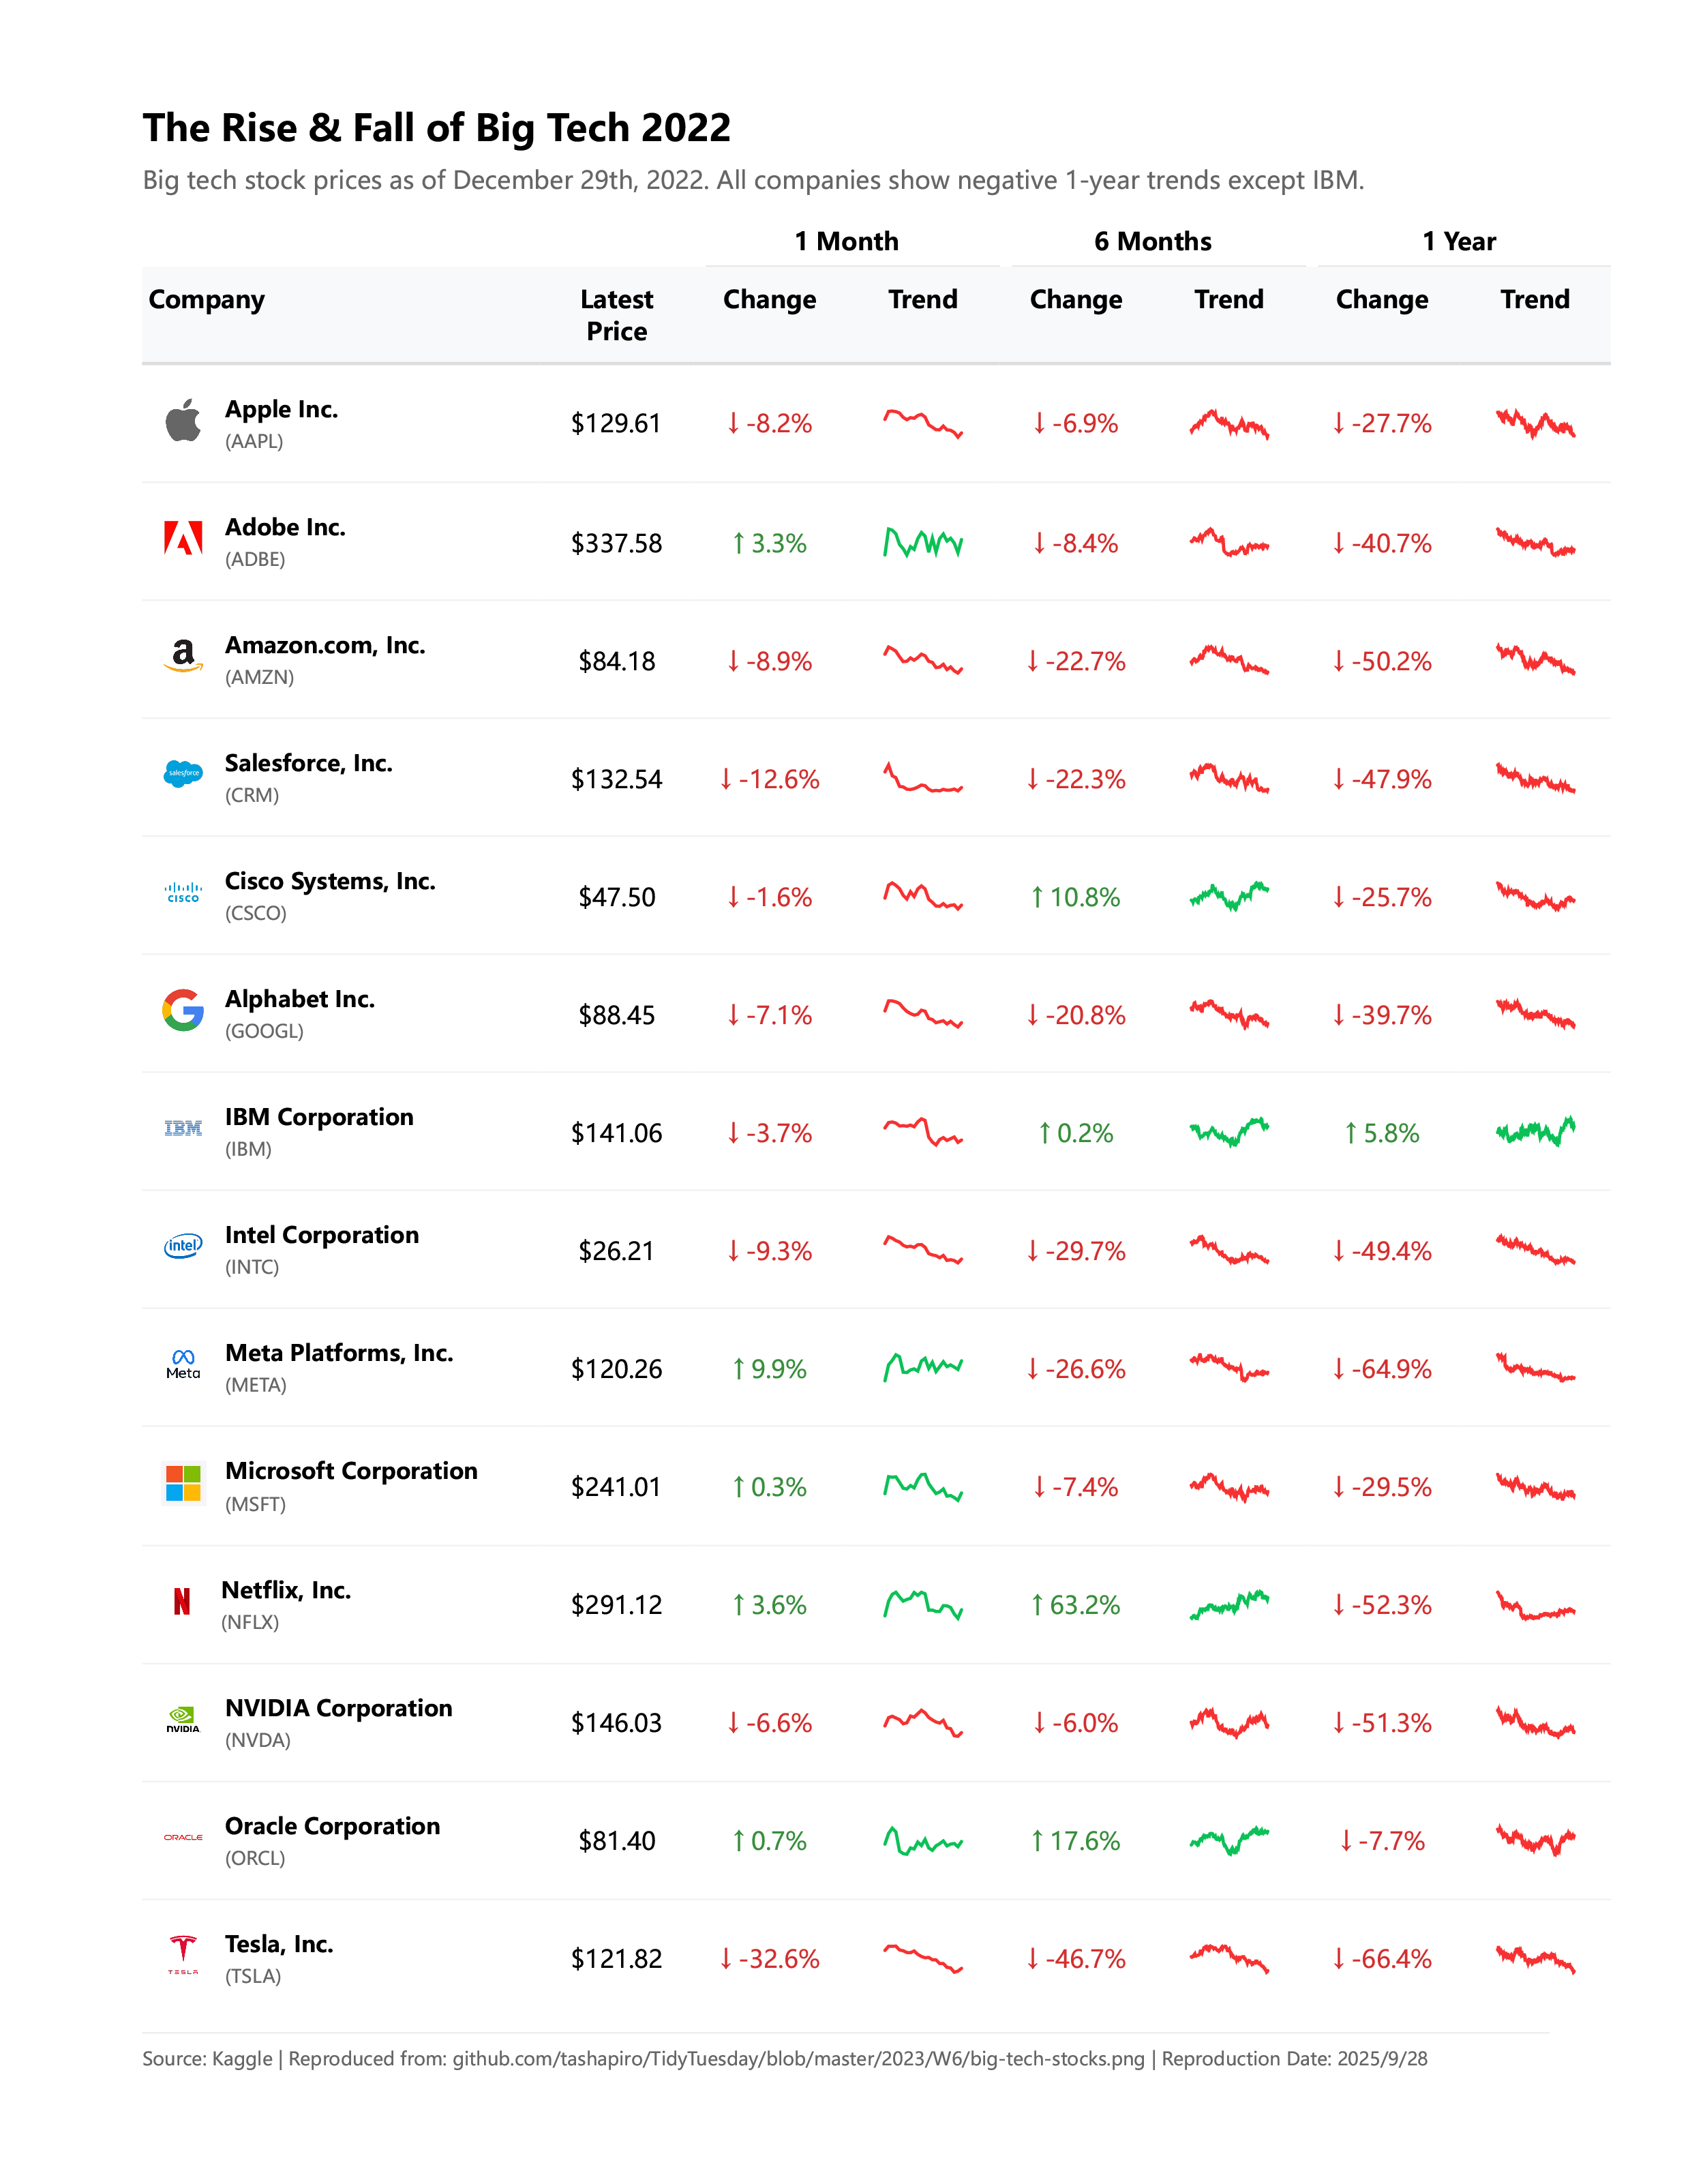 The Rise & Fall of Big Tech 2022
Big tech stock prices as of December 29th, 2022. All companies show negative 1-year trends except IBM.
1 Month 6 Months 1 Year
Company Latest Price Change Trend Change Trend Change Trend
Apple Inc. $129.61 ↓ -8.2% ↓ -6.9% ↓ -27.7%
(AAPL)
Adobe Inc. $337.58 ↑ 3.3% ↓ -8.4% ↓ -40.7%
(ADBE)
a Amazon.com, Inc. $84.18 ↓ -8.9% ↓ -22.7% ↓ -50.2%
(AMZN)
salesforce Salesforce, Inc. $132.54 ↓ -12.6% ↓ -22.3% ↓ -47.9%
(CRM)
CISCO Cisco Systems, Inc. $47.50 ↓ -1.6% ↑ 10.8% ↓ -25.7%
(CSCO)
G Alphabet Inc. $88.45 ↓ -7.1% ↓ -20.8% ↓ -39.7%
(GOOGL)
IBM IBM Corporation $141.06 ↓ -3.7% ↑ 0.2% ↑ 5.8%
(IBM)
intel Intel Corporation $26.21 ↓ -9.3% ↓ -29.7% ↓ -49.4%
(INTC)
Meta Meta Platforms, Inc. $120.26 ↑ 9.9% ↓ -26.6% ↓ -64.9%
(META)
Microsoft Corporation $241.01 ↑ 0.3% ↓ -7.4% ↓ -29.5%
(MSFT)
N Netflix, Inc. $291.12 ↑ 3.6% ↑ 63.2% ↓ -52.3%
(NFLX)
NVIDIA NVIDIA Corporation $146.03 ↓ -6.6% ↓ -6.0% ↓ -51.3%
(NVDA)
ORACLE Oracle Corporation $81.40 ↑ 0.7% ↑ 17.6% ↓ -7.7%
(ORCL)
TESLA Tesla, Inc. $121.82 ↓ -32.6% ↓ -46.7% ↓ -66.4%
(TSLA)
Source: Kaggle | Reproduced from: github.com/tashapiro/TidyTuesday/blob/master/2023/W6/big-tech-stocks.png | Reproduction Date: 2025/9/28